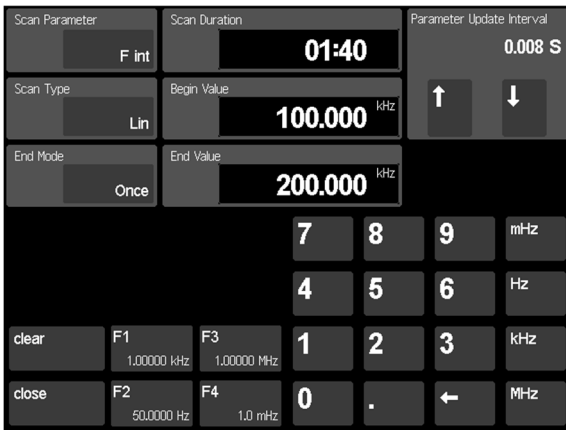 Scan Parameter
F int
Scan Duration
01:40
Parameter Update Interval
0.008 S
Scan Type
Lin
Begin Value
100.000 kHz
↑
↓
End Mode
Once
End Value
200.000 kHz
7
8
9
mHz
4
5
6
Hz
clear
F1
1.00000 kHz
F3
1.00000 MHz
1
2
3
kHz
close
F2
50.0000 Hz
F4
1.0 mHz
0
.
←
MHz